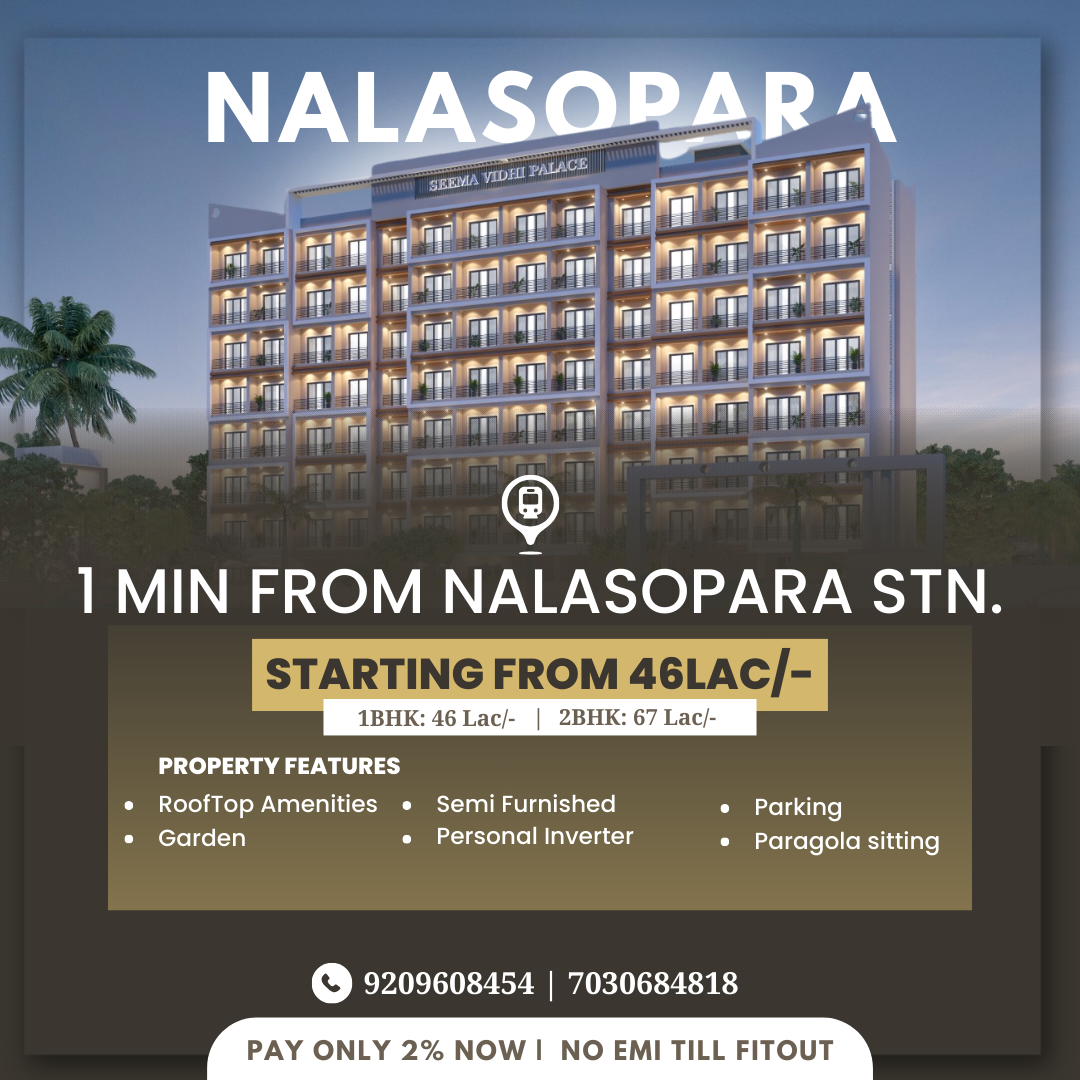 NALASOPARA
SEEMA VIDHI PALACE
1 MIN FROM NALASOPARA STN.
STARTING FROM 46LAC/-
1BHK: 46 Lac/- | 2BHK: 67 Lac/-
PROPERTY FEATURES
• RoofTop Amenities
• Garden
• Semi Furnished
• Personal Inverter
• Parking
• Paragola sitting
9209608454 | 7030684818
PAY ONLY 2% NOW | NO EMI TILL FITOUT